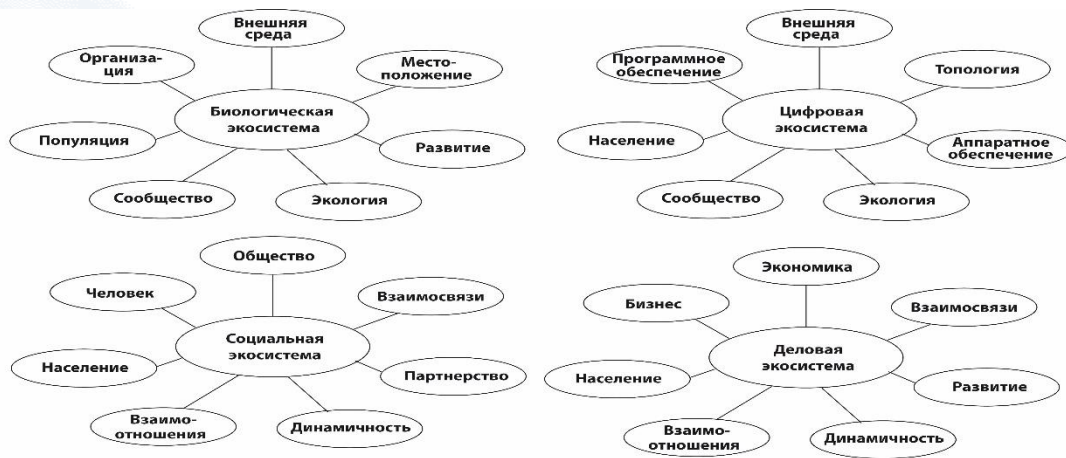 Внешняя
среда
Организа-
ция
Место-
положение
Биологическая
экосистема
Популяция
Развитие
Сообщество
Экология
Внешняя
среда
Программное
обеспечение
Топология
Цифровая
экосистема
Население
Аппаратное
обеспечение
Сообщество
Экология
Общество
Человек
Взаимосвязи
Социальная
экосистема
Население
Партнерство
Взаимо-
отношения
Динамичность
Экономика
Бизнес
Взаимосвязи
Деловая
экосистема
Население
Развитие
Взаимо-
отношения
Динамичность